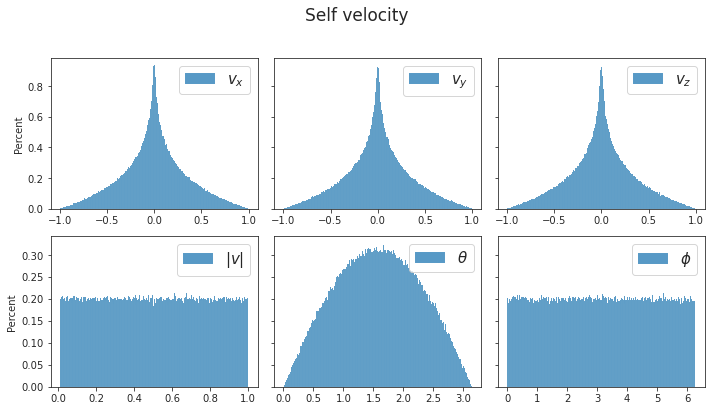 Self velocity
v_x
v_y
v_z
Percent
0.8
0.6
0.4
0.2
0.0
−1.0 −0.5 0.0 0.5 1.0
−1.0 −0.5 0.0 0.5 1.0
−1.0 −0.5 0.0 0.5 1.0
|v|
θ
ϕ
Percent
0.30
0.25
0.20
0.15
0.10
0.05
0.00
0.0 0.2 0.4 0.6 0.8 1.0
0.0 0.5 1.0 1.5 2.0 2.5 3.0
0 1 2 3 4 5 6